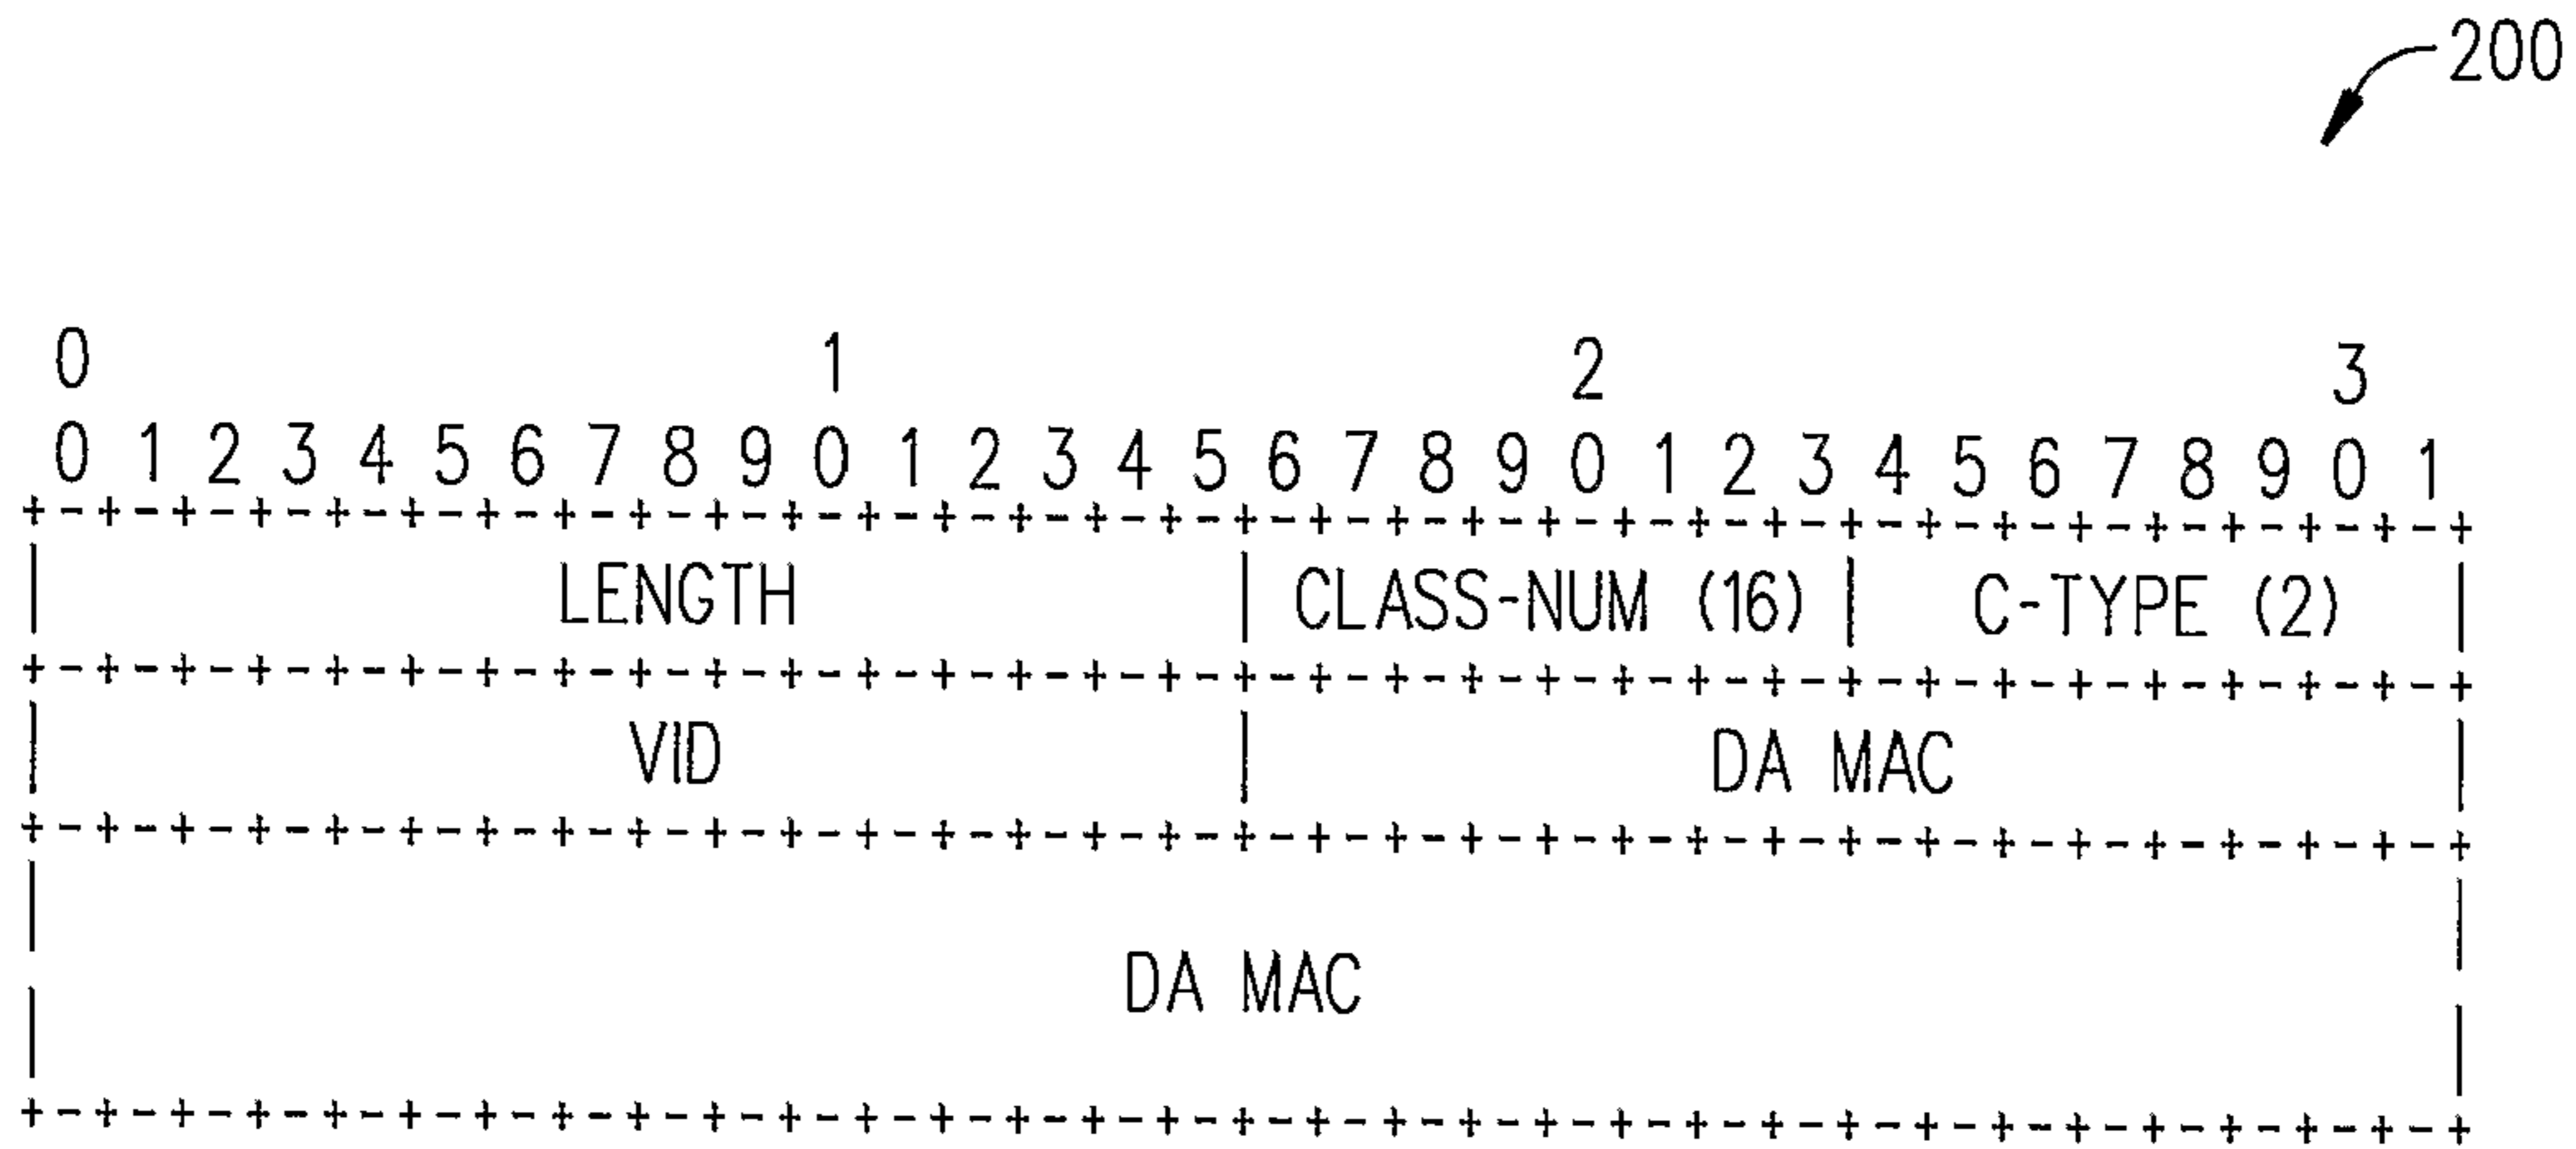 200
0 1 2 3
0 1 2 3 4 5 6 7 8 9 0 1 2 3 4 5 6 7 8 9 0 1 2 3 4 5 6 7 8 9 0 1
+-+-+-+-+-+-+-+-+-+-+-+-+-+-+-+-+-+-+-+-+-+-+-+-+-+-+-+-+-+-+-+-+
| LENGTH | CLASS-NUM (16) | C-TYPE (2) |
+-+-+-+-+-+-+-+-+-+-+-+-+-+-+-+-+-+-+-+-+-+-+-+-+-+-+-+-+-+-+-+-+
| VID | DA MAC |
+-+-+-+-+-+-+-+-+-+-+-+-+-+-+-+-+-+-+-+-+-+-+-+-+-+-+-+-+-+-+-+-+
| DA MAC |
+-+-+-+-+-+-+-+-+-+-+-+-+-+-+-+-+-+-+-+-+-+-+-+-+-+-+-+-+-+-+-+-+